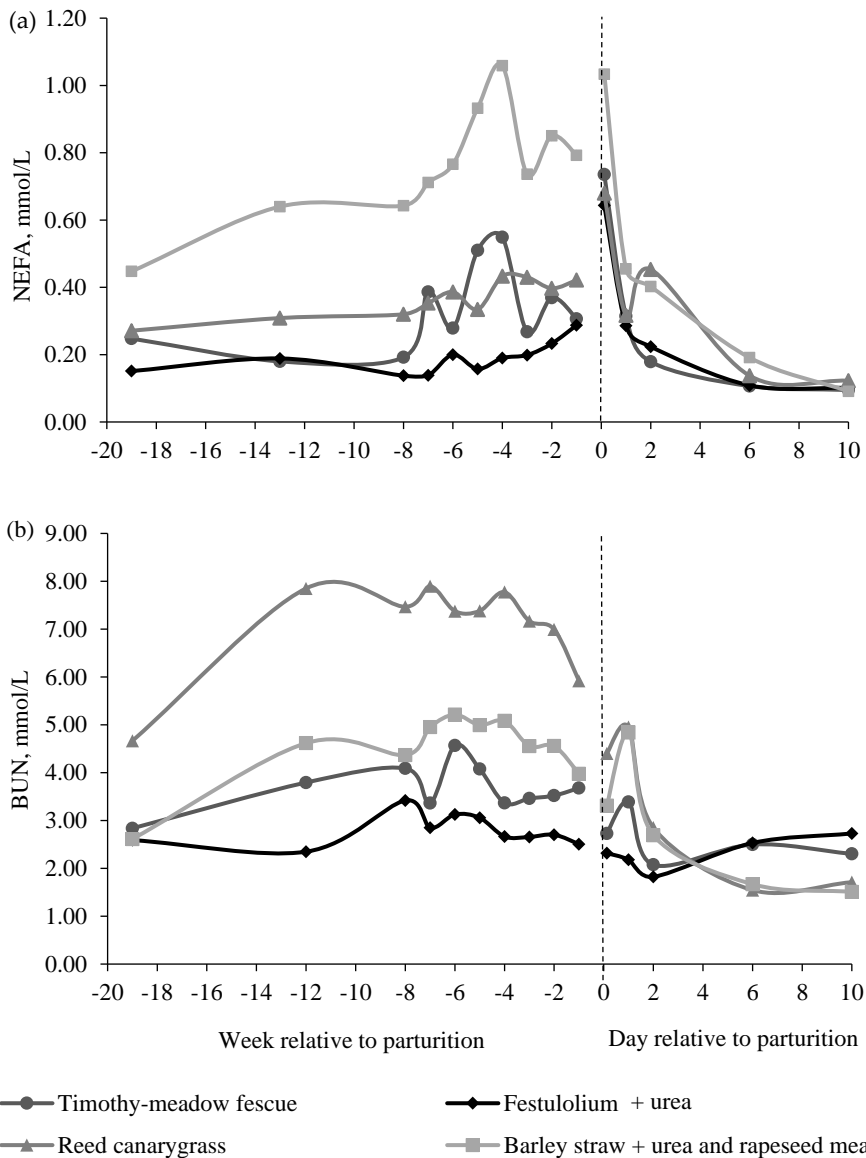 (a)
1.20
1.00
0.80
0.60
0.40
0.20
0.00
NEFA, mmol/L
-20 -18 -16 -14 -12 -10 -8 -6 -4 -2 0 2 4 6 8 10
(b)
9.00
8.00
7.00
6.00
5.00
4.00
3.00
2.00
1.00
0.00
BUN, mmol/L
-20 -18 -16 -14 -12 -10 -8 -6 -4 -2 0 2 4 6 8 10
Week relative to parturition Day relative to parturition
Timothy-meadow fescue Festulolium + urea
Reed canarygrass Barley straw + urea and rapeseed mea